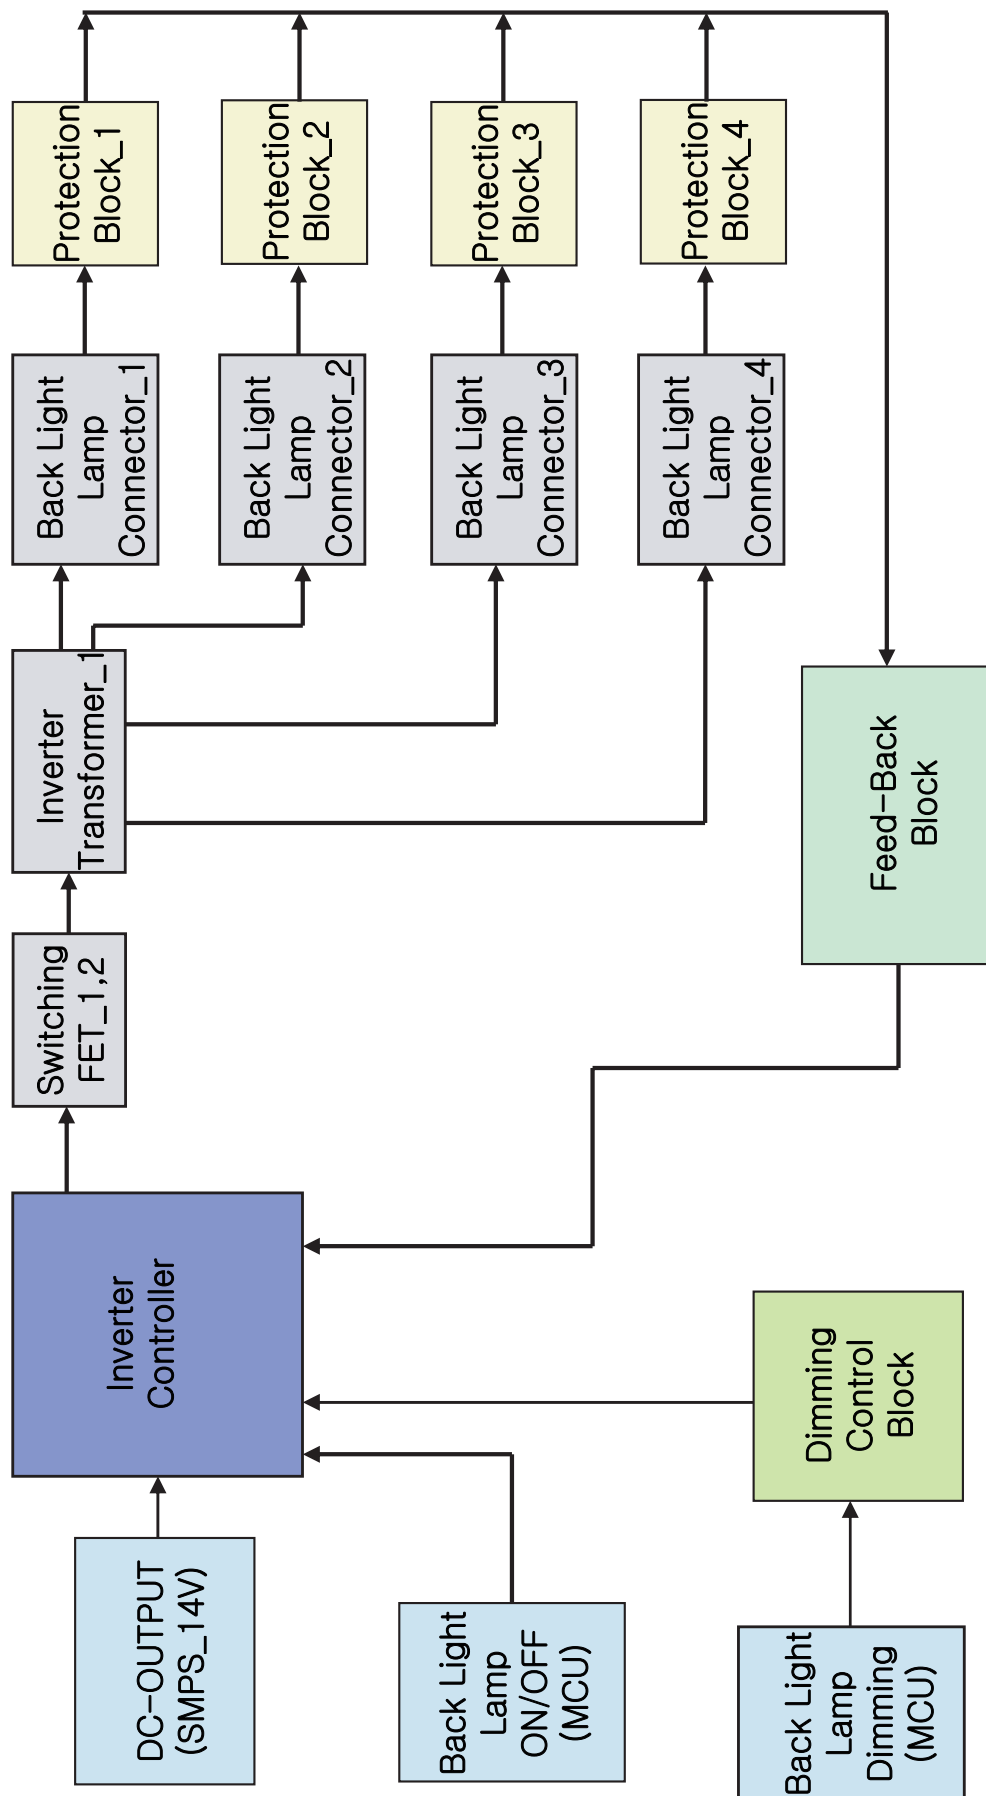 DC-OUTPUT
(SMPS_14V)
Back Light
Lamp
ON/OFF
(MCU)
Back Light
Lamp
Dimming
(MCU)
Inverter
Controller
Dimming
Control
Block
Switching
FET_1,2
Inverter
Transformer_1
Feed-Back
Block
Back Light
Lamp
Connector_1
Back Light
Lamp
Connector_2
Back Light
Lamp
Connector_3
Back Light
Lamp
Connector_4
Protection
Block_1
Protection
Block_2
Protection
Block_3
Protection
Block_4